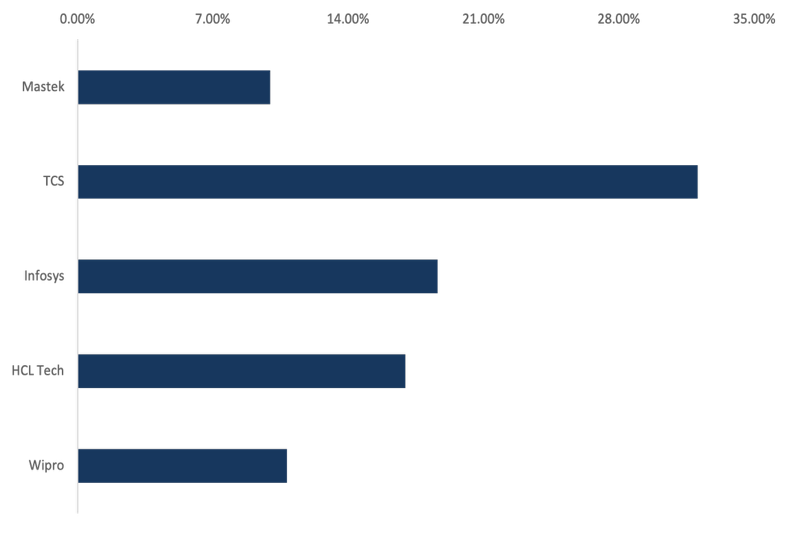 0.00% 7.00% 14.00% 21.00% 28.00% 35.00%
Mastek
TCS
Infosys
HCL Tech
Wipro